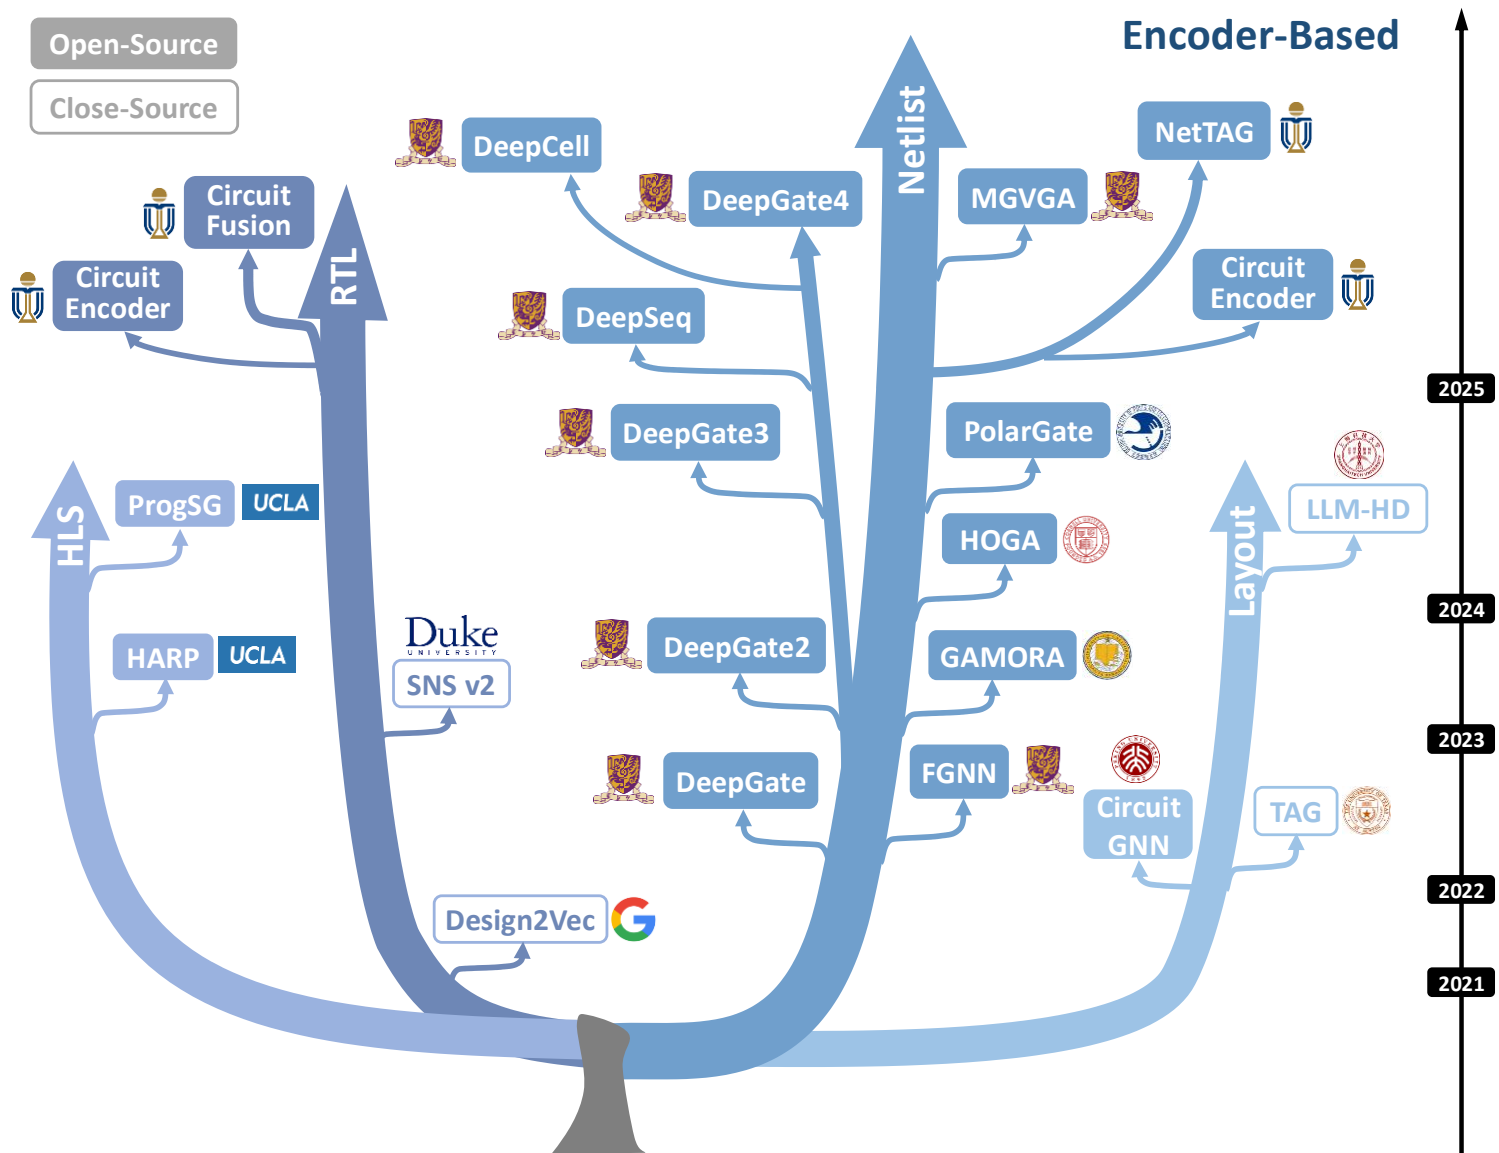 Open-Source
Close-Source
Encoder-Based
Netlist
RTL
HLS
Layout
DeepCell
NetTAG
Circuit
Fusion
DeepGate4
MGVGA
Circuit
Encoder
Circuit
Encoder
DeepSeq
2025
DeepGate3
PolarGate
ProgSG
UCLA
LLM-HD
HOGA
2024
Duke
UNIVERSITY
HARP
UCLA
SNS v2
DeepGate2
GAMORA
2023
DeepGate
FGNN
Circuit
GNN
TAG
2022
Design2Vec
2021